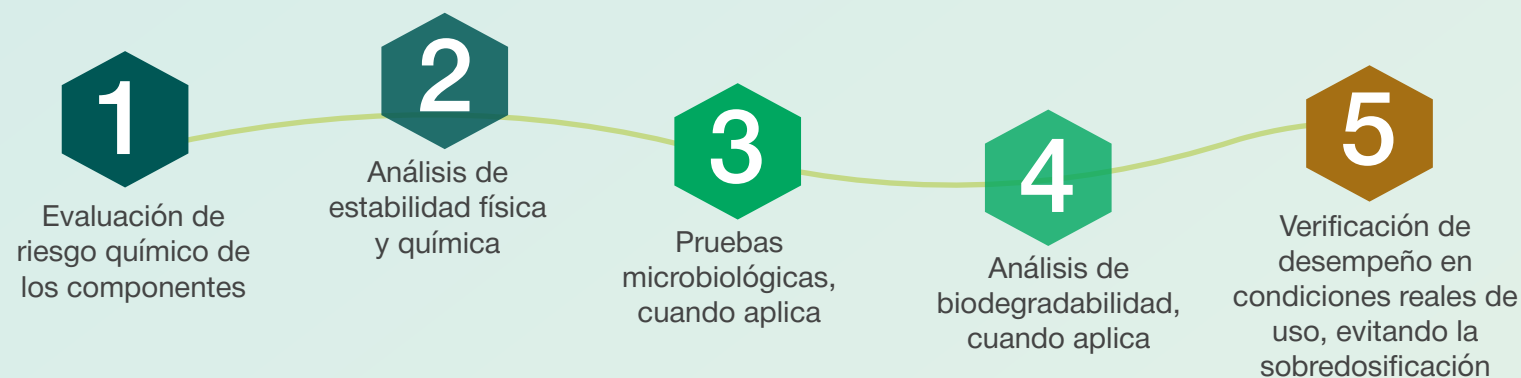 1
Evaluación de
riesgo químico de
los componentes
2
Análisis de
estabilidad física
y química
3
Pruebas
microbiológicas,
cuando aplica
4
Análisis de
biodegradabilidad,
cuando aplica
5
Verificación de
desempeño en
condiciones reales de
uso, evitando la
sobredosificación